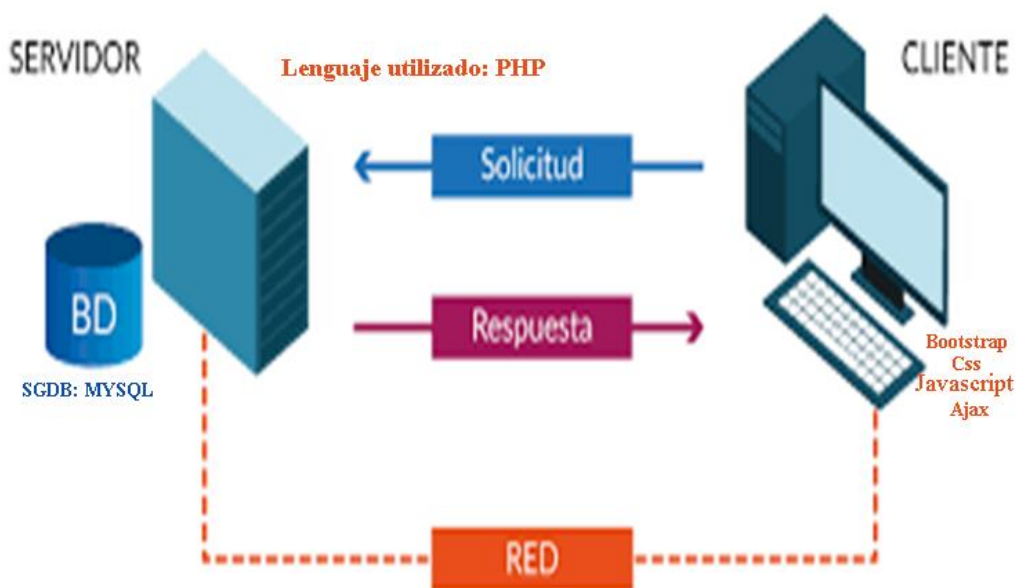 SERVIDOR
Lenguaje utilizado: PHP
CLIENTE
Solicitud
BD
Respuesta
SGDB: MYSQL
Bootstrap
Css
Javascript
Ajax
RED